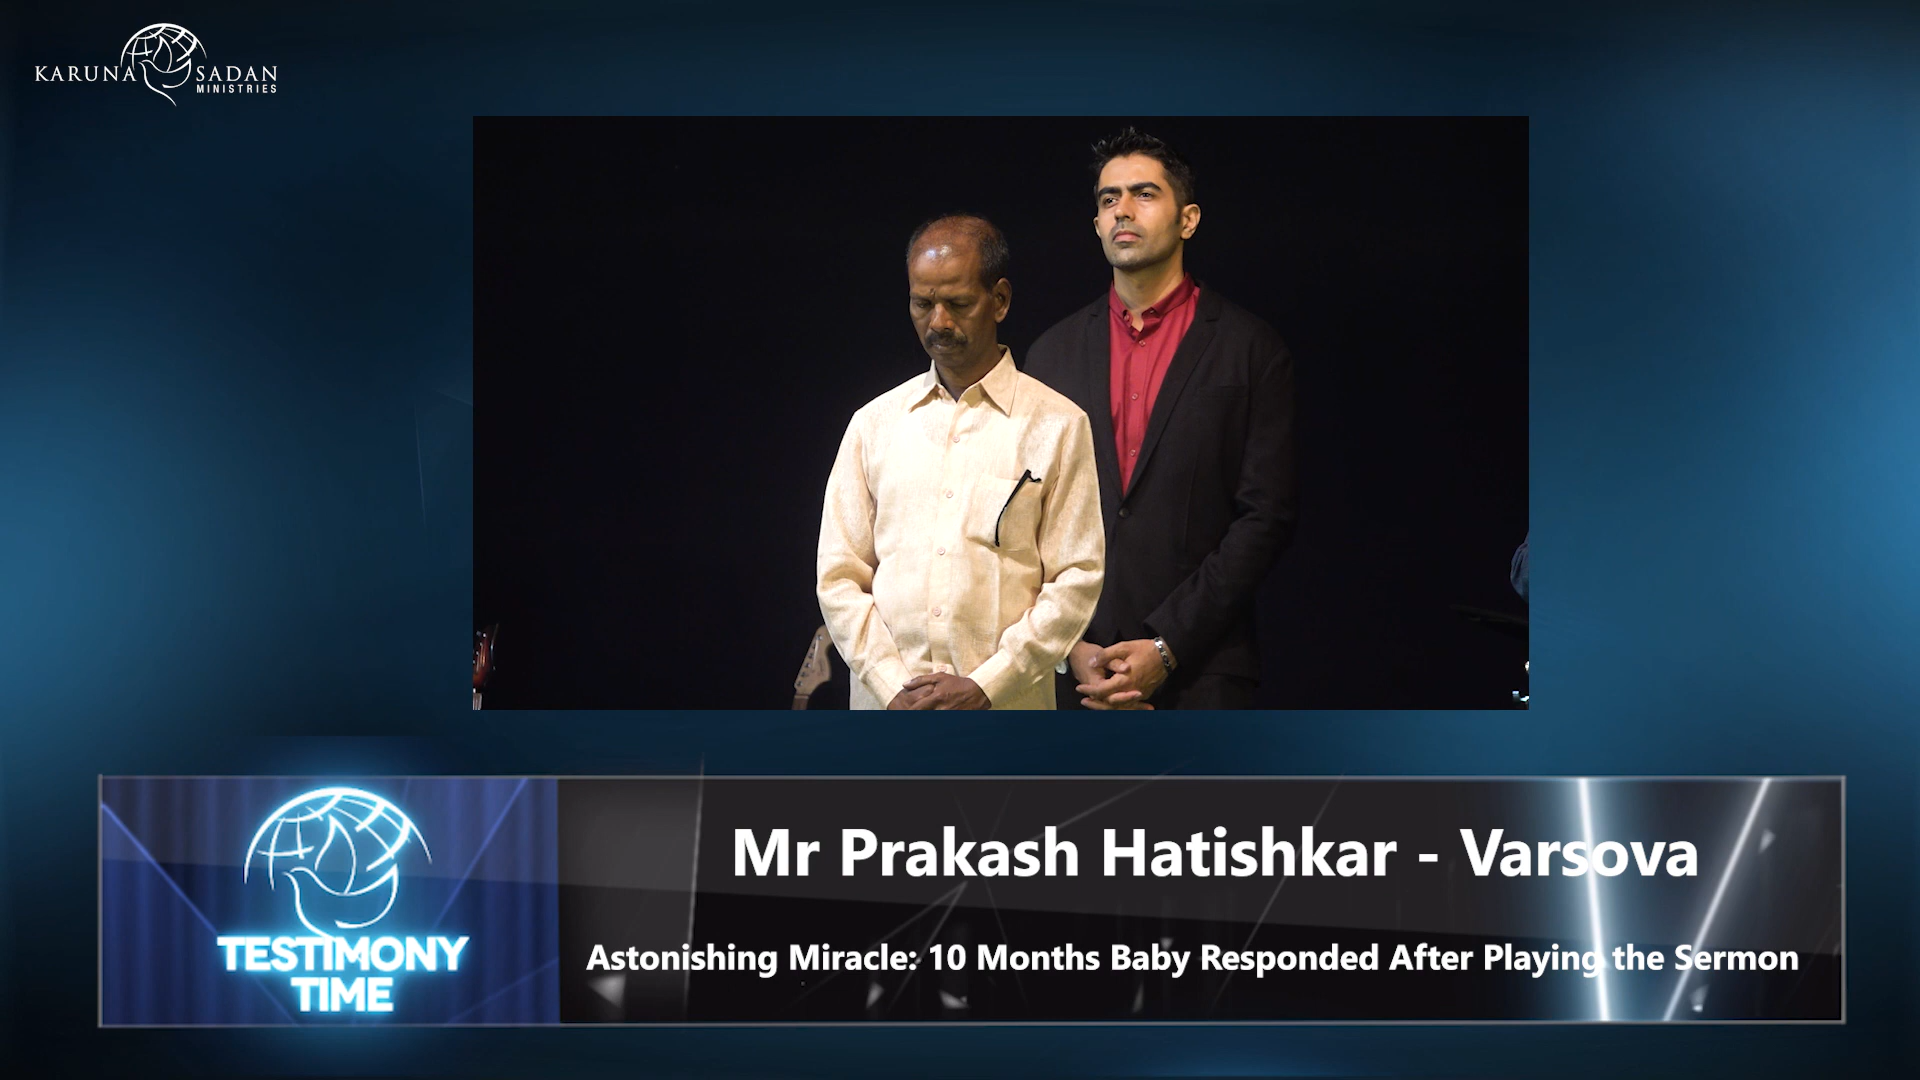 KARUNA SADAN
MINISTRIES
Mr Prakash Hatishkar - Varsova
TESTIMONY
TIME
Astonishing Miracle: 10 Months Baby Responded After Playing the Sermon